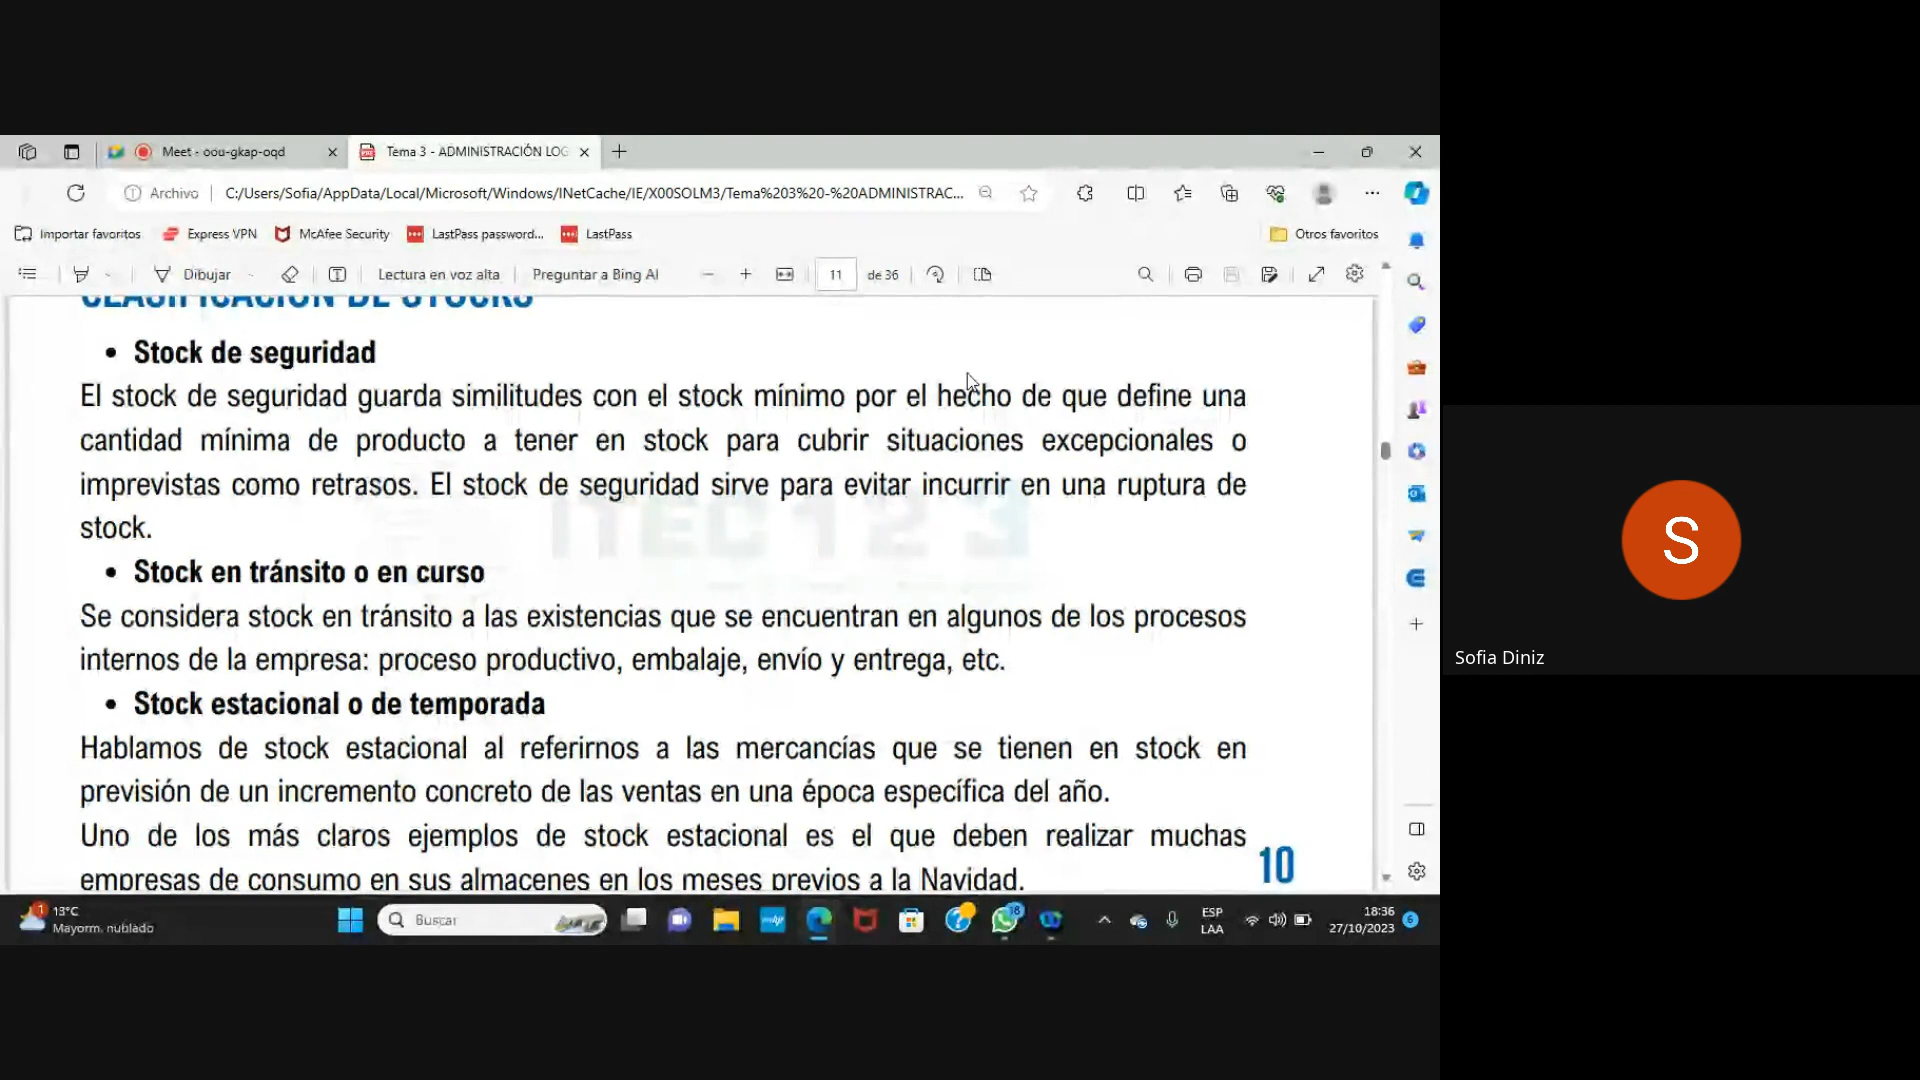 Meet - oou-gkap-oqd
Tema 3 - ADMINISTRACIÓN LOG
Archivo
C:/Users/Sofia/AppData/Local/Microsoft/Windows/INetCache/IE/X00SOLM3/Tema%203%20-%20ADMINISTRAC...
Importar favoritos
Express VPN
McAfee Security
LastPass password...
LastPass
Otros favoritos
Dibujar
Lectura en voz alta
Preguntar a Bing AI
11
de 36
CLASIFICACIÓN DE STOCKS
• Stock de seguridad
El stock de seguridad guarda similitudes con el stock mínimo por el hecho de que define una
cantidad mínima de producto a tener en stock para cubrir situaciones excepcionales o
imprevistas como retrasos. El stock de seguridad sirve para evitar incurrir en una ruptura de
stock.
ITEC 1 2 3
• Stock en tránsito o en curso
Se considera stock en tránsito a las existencias que se encuentran en algunos de los procesos
internos de la empresa: proceso productivo, embalaje, envío y entrega, etc.
• Stock estacional o de temporada
Hablamos de stock estacional al referirnos a las mercancías que se tienen en stock en
previsión de un incremento concreto de las ventas en una época específica del año.
Uno de los más claros ejemplos de stock estacional es el que deben realizar muchas
empresas de consumo en sus almacenes en los meses previos a la Navidad.
10
S
Sofia Diniz
1
13°C
Mayorm. nublado
Buscar
ESP
LAA
18:36
27/10/2023
6